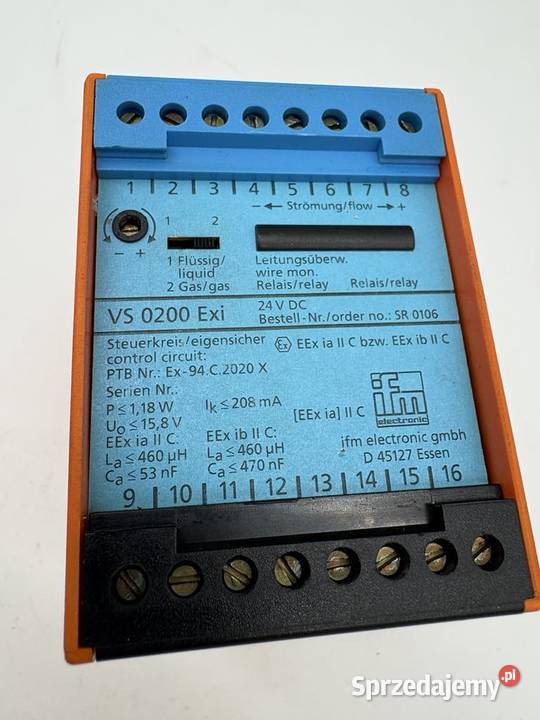 1 2 3 4 5 6 7 8
− ← Strömung/flow → +
1 2
− +
1 Flüssig/
liquid
2 Gas/gas
Leitungsüberw.
wire mon.
Relais/relay Relais/relay
VS 0200 Exi
24 V DC
Bestell-Nr./order no.: SR 0106
Steuerkreis/eigensicher
control circuit:
Ex EEx ia II C bzw. EEx ib II C
PTB Nr.: Ex-94.C.2020 X
Serien Nr.:
P ≤ 1,18 W
Uo ≤ 15,8 V
Ik ≤ 208 mA
[EEx ia] II C
EEx ia II C:
La ≤ 460 µH
Ca ≤ 53 nF
EEx ib II C:
La ≤ 460 µH
Ca ≤ 470 nF
ifm
electronic
ifm electronic gmbh
D 45127 Essen
9 10 11 12 13 14 15 16
Sprzedajemy.pl